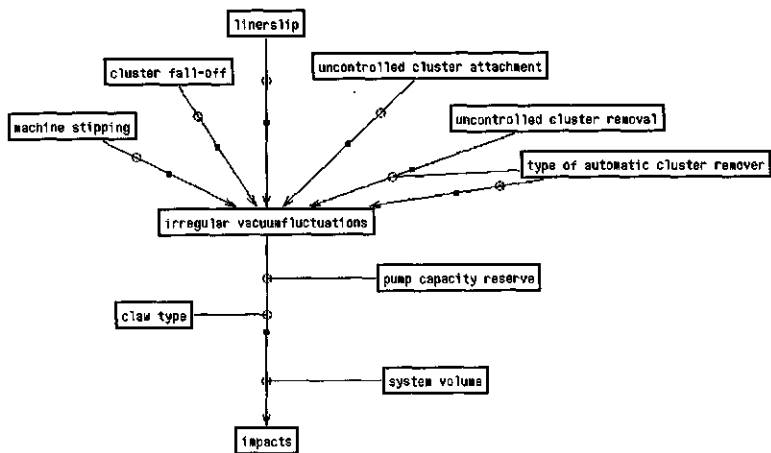 linerslip
cluster fall-off
uncontrolled cluster attachment
machine stipping
uncontrolled cluster removal
type of automatic cluster remover
irregular vacuumfluctuations
pump capacity reserve
claw type
system volume
impacts